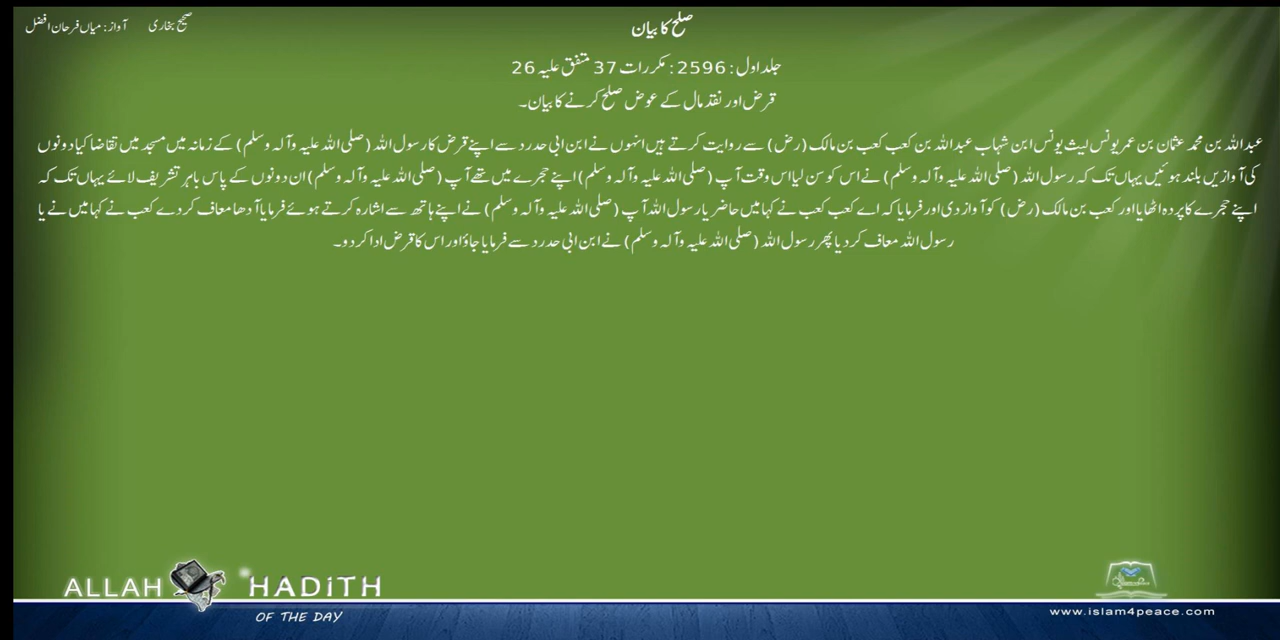 صحیح بخاری
آواز: میاں فرحان افضل
صلح کا بیان
جلد اول : 2596 : مکررات 37 متفق علیہ 26
قرض اور نقد مال کے عوض صلح کرنے کا بیان۔
عبداللہ بن محمد عثمان بن عمر یونس لیث یونس ابن شہاب عبداللہ بن کعب کعب بن مالک (رض) سے روایت کرتے ہیں انہوں نے ابن ابی حدرد سے اپنے قرض کا رسول اللہ (صلی اللہ علیہ وآلہ وسلم) کے زمانہ میں مسجد میں تقاضا کیا دونوں
کی آوازیں بلند ہوئیں یہاں تک کہ رسول اللہ (صلی اللہ علیہ وآلہ وسلم) نے اس کو سن لیا اس وقت آپ (صلی اللہ علیہ وآلہ وسلم) اپنے حجرے میں تھے آپ (صلی اللہ علیہ وآلہ وسلم) ان دونوں کے پاس باہر تشریف لائے یہاں تک کہ
اپنے حجرے کا پردہ اٹھایا اور کعب بن مالک (رض) کو آواز دی اور فرمایا کہ اے کعب کعب نے کہا میں حاضر یا رسول اللہ آپ (صلی اللہ علیہ وآلہ وسلم) نے اپنے ہاتھ سے اشارہ کرتے ہوئے فرمایا آدھا معاف کر دے کعب نے کہا میں نے یا
رسول اللہ معاف کر دیا پھر رسول اللہ (صلی اللہ علیہ وآلہ وسلم) نے ابن ابی حدرد سے فرمایا جاؤ اور اس کا قرض ادا کر دو۔
ALLAH HADITH
OF THE DAY
www.islam4peace.com